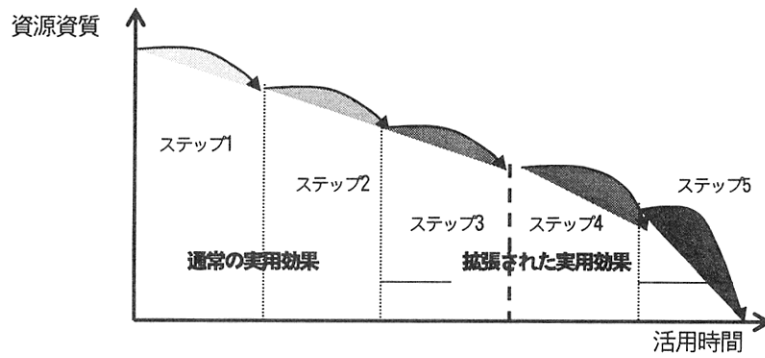 資源資質
ステップ1
ステップ2
ステップ5
ステップ3
ステップ4
通常の実用効果
拡張された実用効果
活用時間